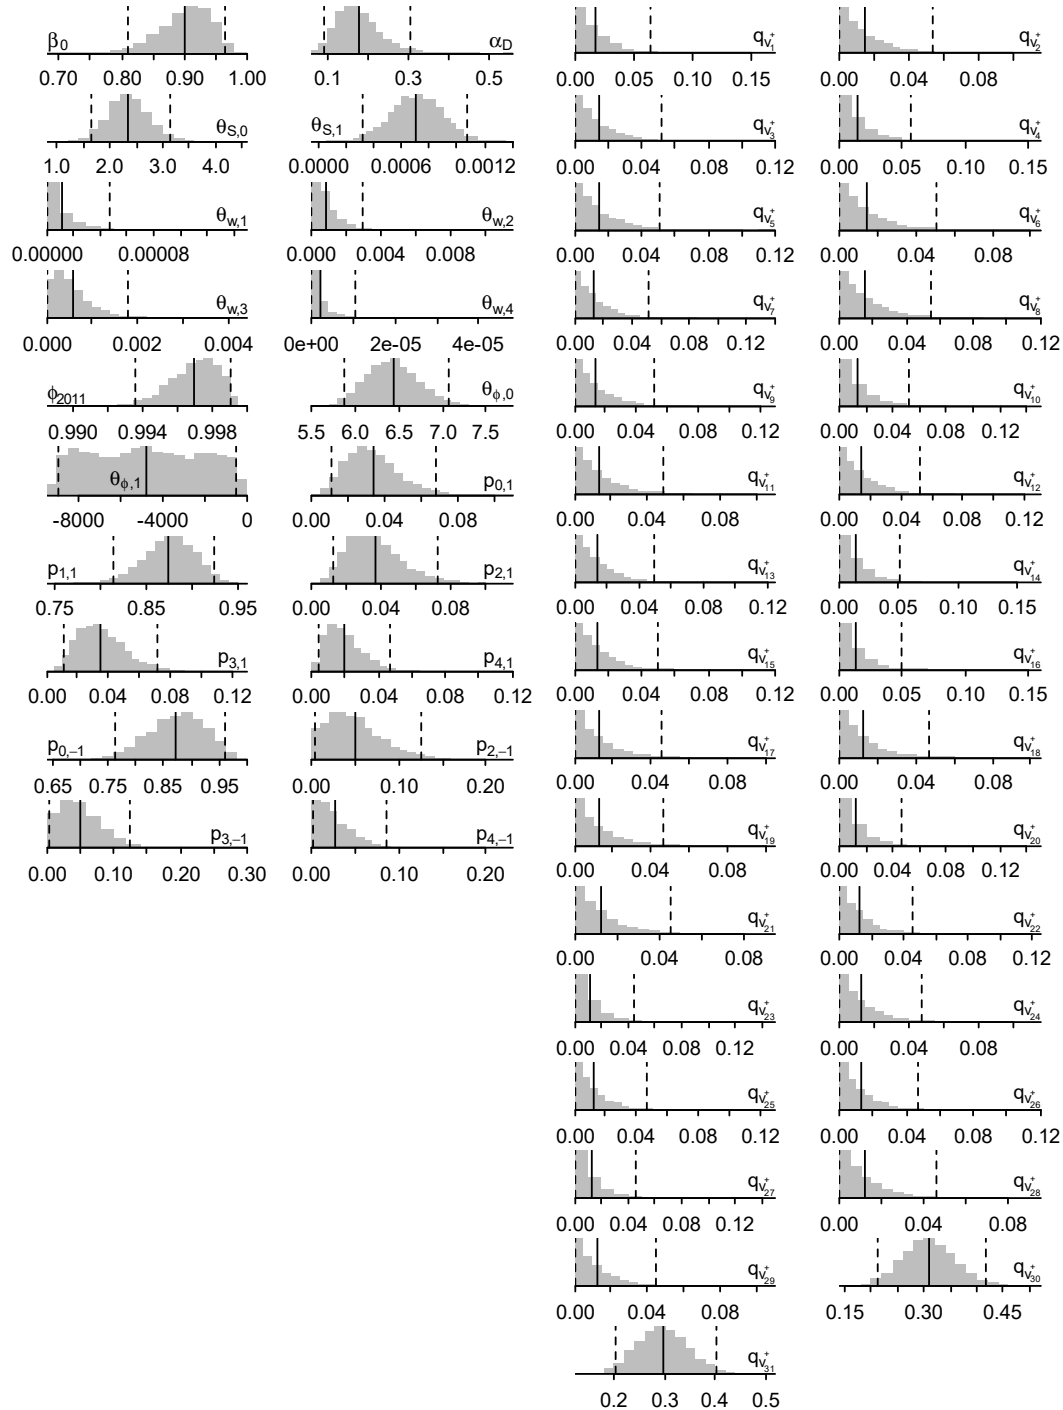 β0 αD qv1+ qv2+
0.70 0.80 0.90 1.00 0.1 0.3 0.5 0.00 0.05 0.10 0.15 0.00 0.04 0.08
θS,0 θS,1 qv3+ qv4+
1.0 2.0 3.0 4.0 0.0000 0.0006 0.0012 0.00 0.04 0.08 0.12 0.00 0.05 0.10 0.15
θw,1 θw,2 qv5+ qv6+
0.00000 0.00008 0.000 0.004 0.008 0.00 0.04 0.08 0.12 0.00 0.04 0.08
θw,3 θw,4 qv7+ qv8+
0.000 0.002 0.004 0e+00 2e-05 4e-05 0.00 0.04 0.08 0.12 0.00 0.04 0.08 0.12
ϕ2011 θϕ,0 qv9+ qv10+
0.990 0.994 0.998 5.5 6.0 6.5 7.0 7.5 0.00 0.04 0.08 0.12 0.00 0.04 0.08 0.12
θϕ,1 p0,1 qv11+ qv12+
-8000 -4000 0 0.00 0.04 0.08 0.00 0.04 0.08 0.00 0.04 0.08 0.12
p1,1 p2,1 qv13+ qv14+
0.75 0.85 0.95 0.00 0.04 0.08 0.00 0.04 0.08 0.12 0.00 0.05 0.10 0.15
p3,1 p4,1 qv15+ qv16+
0.00 0.04 0.08 0.12 0.00 0.04 0.08 0.12 0.00 0.04 0.08 0.12 0.00 0.05 0.10 0.15
p0,−1 p2,−1 qv17+ qv18+
0.65 0.75 0.85 0.95 0.00 0.10 0.20 0.00 0.04 0.08 0.00 0.04 0.08
p3,−1 p4,−1 qv19+ qv20+
0.00 0.10 0.20 0.30 0.00 0.10 0.20 0.00 0.04 0.08 0.00 0.04 0.08 0.12
qv21+ qv22+
0.00 0.04 0.08 0.00 0.04 0.08 0.12
qv23+ qv24+
0.00 0.04 0.08 0.12 0.00 0.04 0.08
qv25+ qv26+
0.00 0.04 0.08 0.12 0.00 0.04 0.08 0.12
qv27+ qv28+
0.00 0.04 0.08 0.12 0.00 0.04 0.08
qv29+ qv30+
0.00 0.04 0.08 0.15 0.30 0.45
qv31+
0.2 0.3 0.4 0.5